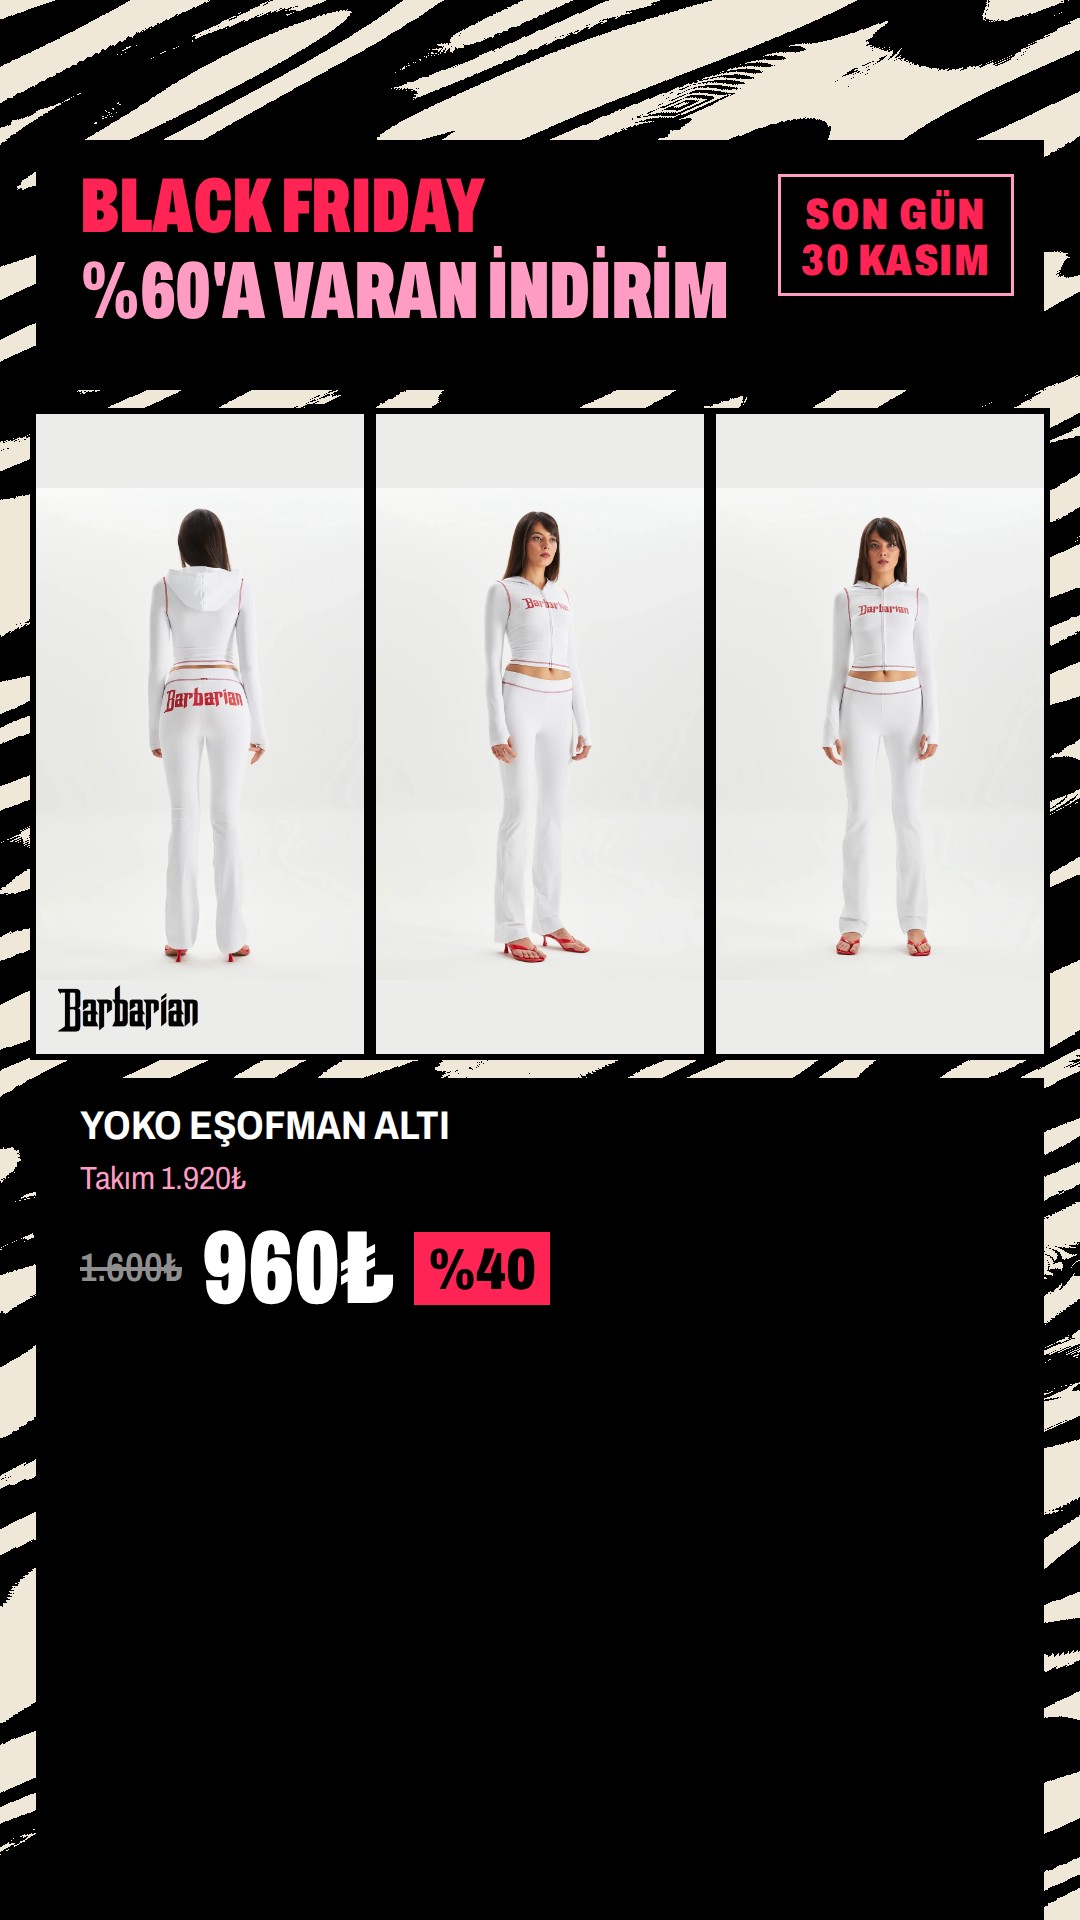 BLACK FRIDAY
%60'A VARAN İNDİRİM
SON GÜN
30 KASIM
Barbarian
Barbarian
Barbarian
Barbarian
YOKO EŞOFMAN ALTI
Takım 1.920₺
1.600₺ 960₺ %40